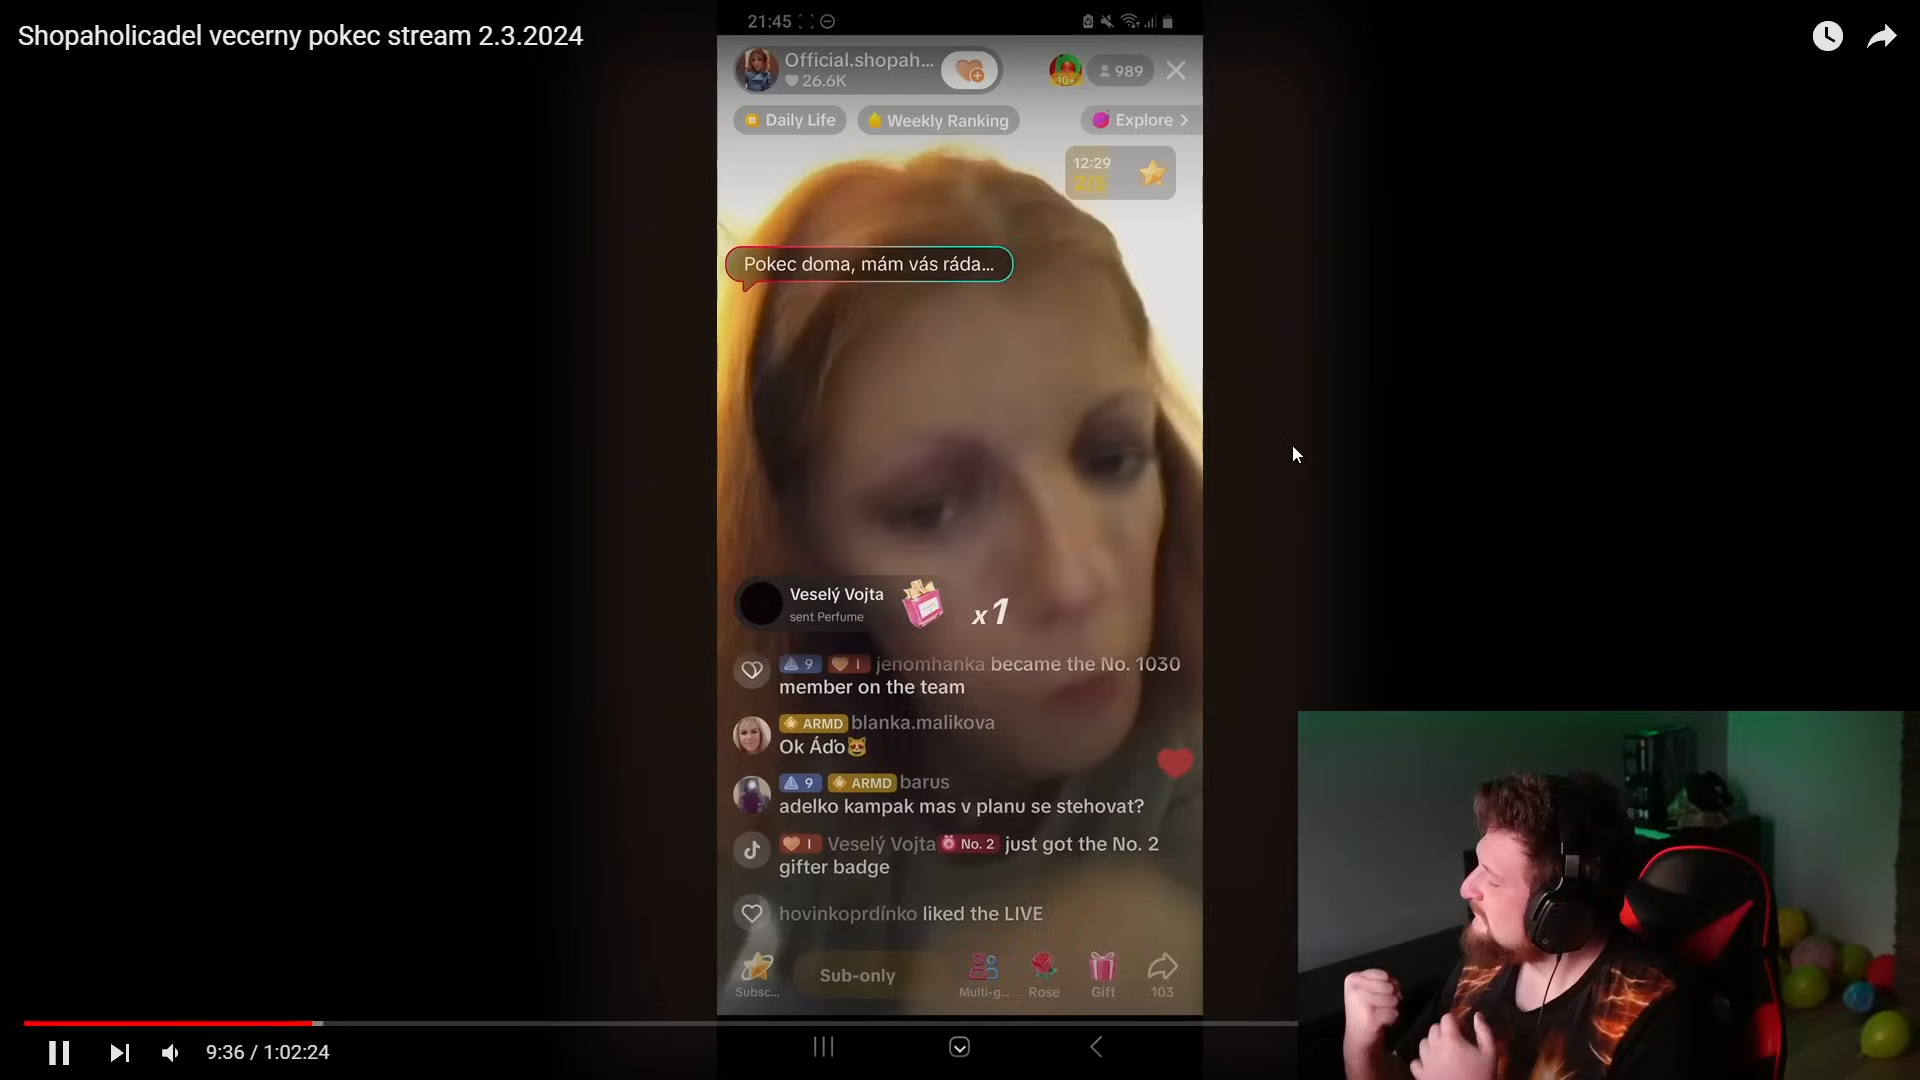 Shopaholicadel vecerny pokec stream 2.3.2024
21:45
Official.shopah...
26.6K
989
Daily Life
Weekly Ranking
Explore >
12:29
2/5
Pokec doma, mám vás ráda...
Veselý Vojta
sent Perfume
x1
9 I jenomhanka became the No. 1030
member on the team
ARMD blanka.malikova
Ok Áďo
9 ARMD barus
adelko kampak mas v planu se stehovat?
I Veselý Vojta No. 2 just got the No. 2
gifter badge
hovinkoprdínko liked the LIVE
Subsc...
Sub-only
Multi-g...
Rose
Gift
103
9:36 / 1:02:24